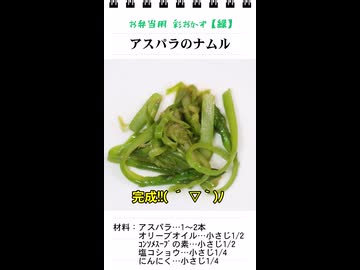 お弁当用 彩おかず【緑】
アスパラのナムル
完成!!( ´ ▽ ` )ﾉ
材料：アスパラ…1～2本
オリーブオイル…小さじ1/2
ｺﾝｿﾒｽｰﾌﾟの素…小さじ1/2
塩コショウ…小さじ1/4
にんにく…小さじ1/4